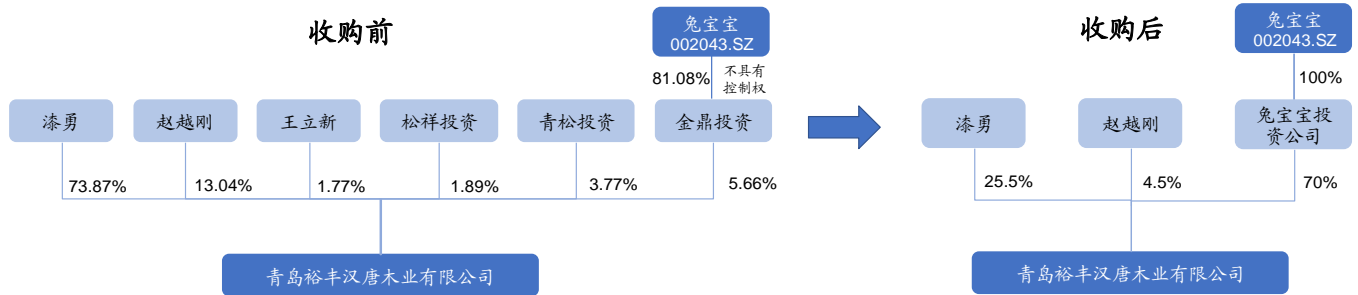 收购前
兔宝宝
002043.SZ
81.08%
不具有
控制权
漆勇
赵越刚
王立新
松祥投资
青松投资
金鼎投资
73.87%
13.04%
1.77%
1.89%
3.77%
5.66%
青岛裕丰汉唐木业有限公司
收购后
兔宝宝
002043.SZ
100%
漆勇
赵越刚
兔宝宝投
资公司
25.5%
4.5%
70%
青岛裕丰汉唐木业有限公司